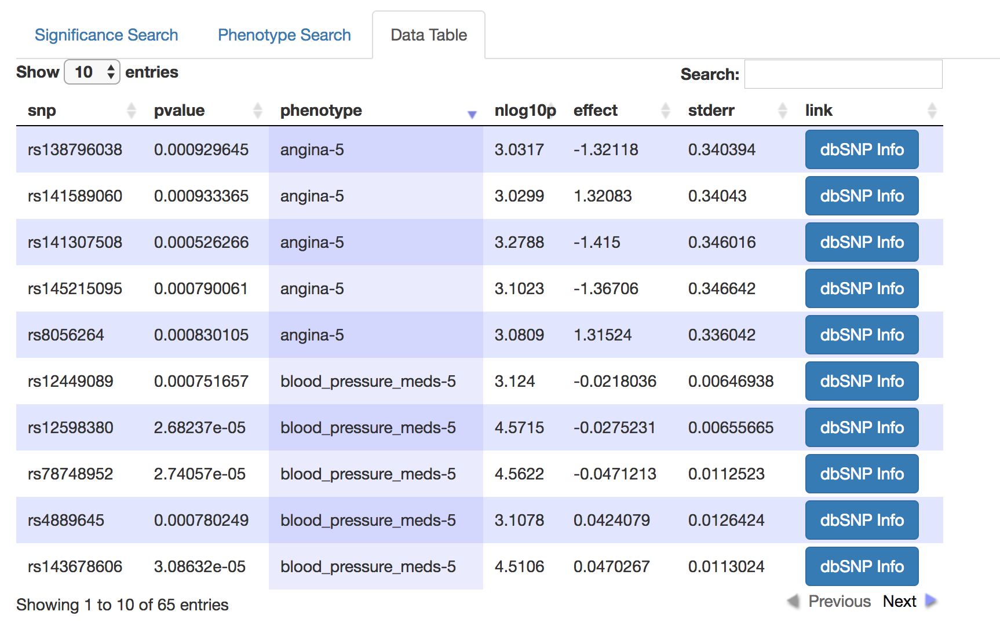 Significance Search Phenotype Search Data Table
Show 10 entries Search:
snp pvalue phenotype nlog10p effect stderr link
rs138796038 0.000929645 angina-5 3.0317 -1.32118 0.340394 dbSNP Info
rs141589060 0.000933365 angina-5 3.0299 1.32083 0.34043 dbSNP Info
rs141307508 0.000526266 angina-5 3.2788 -1.415 0.346016 dbSNP Info
rs145215095 0.000790061 angina-5 3.1023 -1.36706 0.346642 dbSNP Info
rs8056264 0.000830105 angina-5 3.0809 1.31524 0.336042 dbSNP Info
rs12449089 0.000751657 blood_pressure_meds-5 3.124 -0.0218036 0.00646938 dbSNP Info
rs12598380 2.68237e-05 blood_pressure_meds-5 4.5715 -0.0275231 0.00655665 dbSNP Info
rs78748952 2.74057e-05 blood_pressure_meds-5 4.5622 -0.0471213 0.0112523 dbSNP Info
rs4889645 0.000780249 blood_pressure_meds-5 3.1078 0.0424079 0.0126424 dbSNP Info
rs143678606 3.08632e-05 blood_pressure_meds-5 4.5106 0.0470267 0.0113024 dbSNP Info
Showing 1 to 10 of 65 entries Previous Next